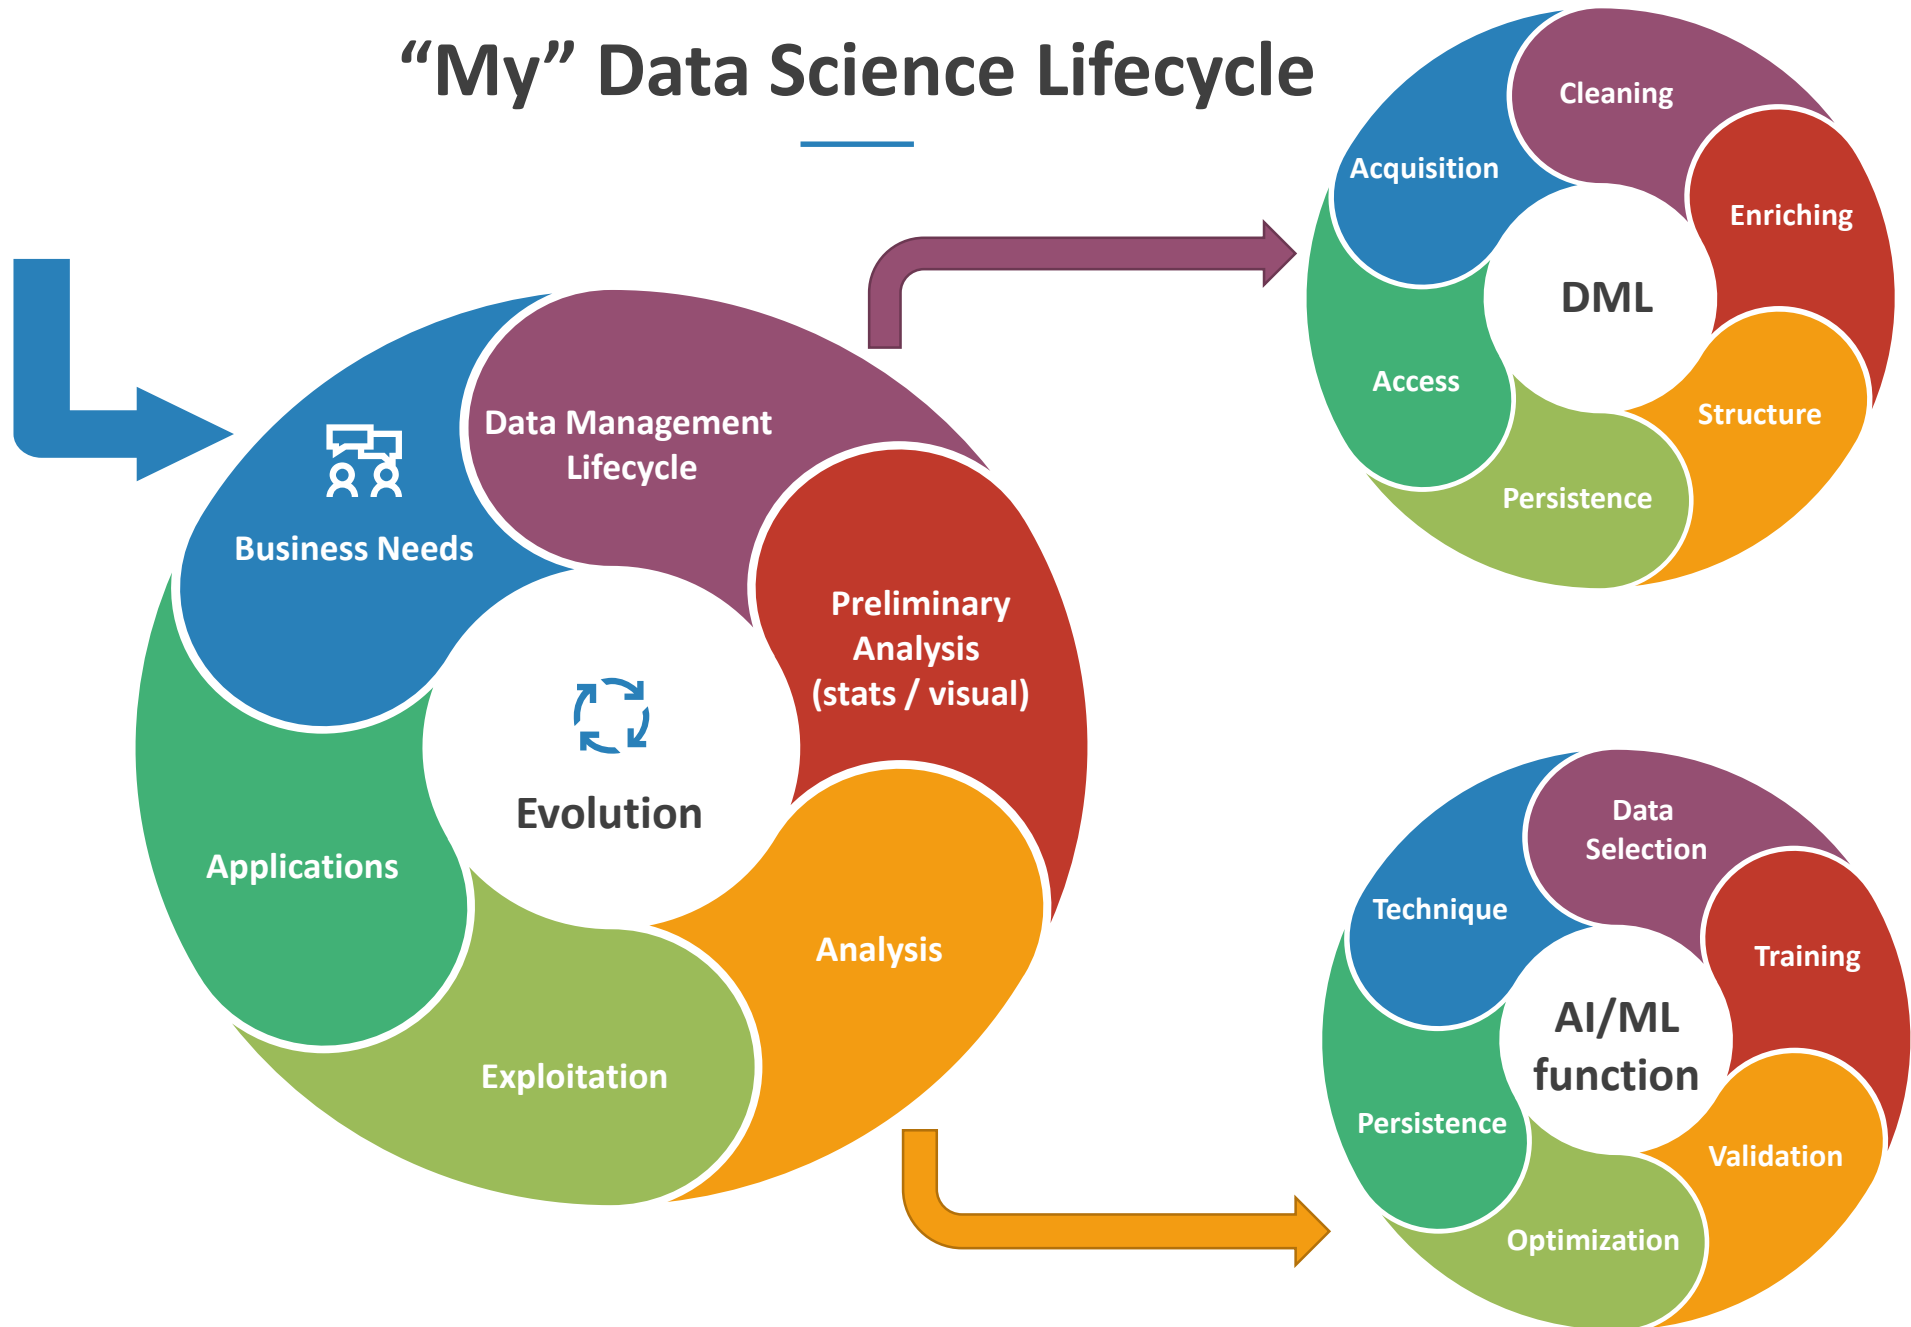 “My” Data Science Lifecycle
Business Needs
Data Management
Lifecycle
Preliminary
Analysis
(stats / visual)
Analysis
Exploitation
Applications
Evolution
Acquisition
Cleaning
Enriching
Structure
Persistence
Access
DML
Technique
Data
Selection
Training
Validation
Optimization
Persistence
AI/ML
function